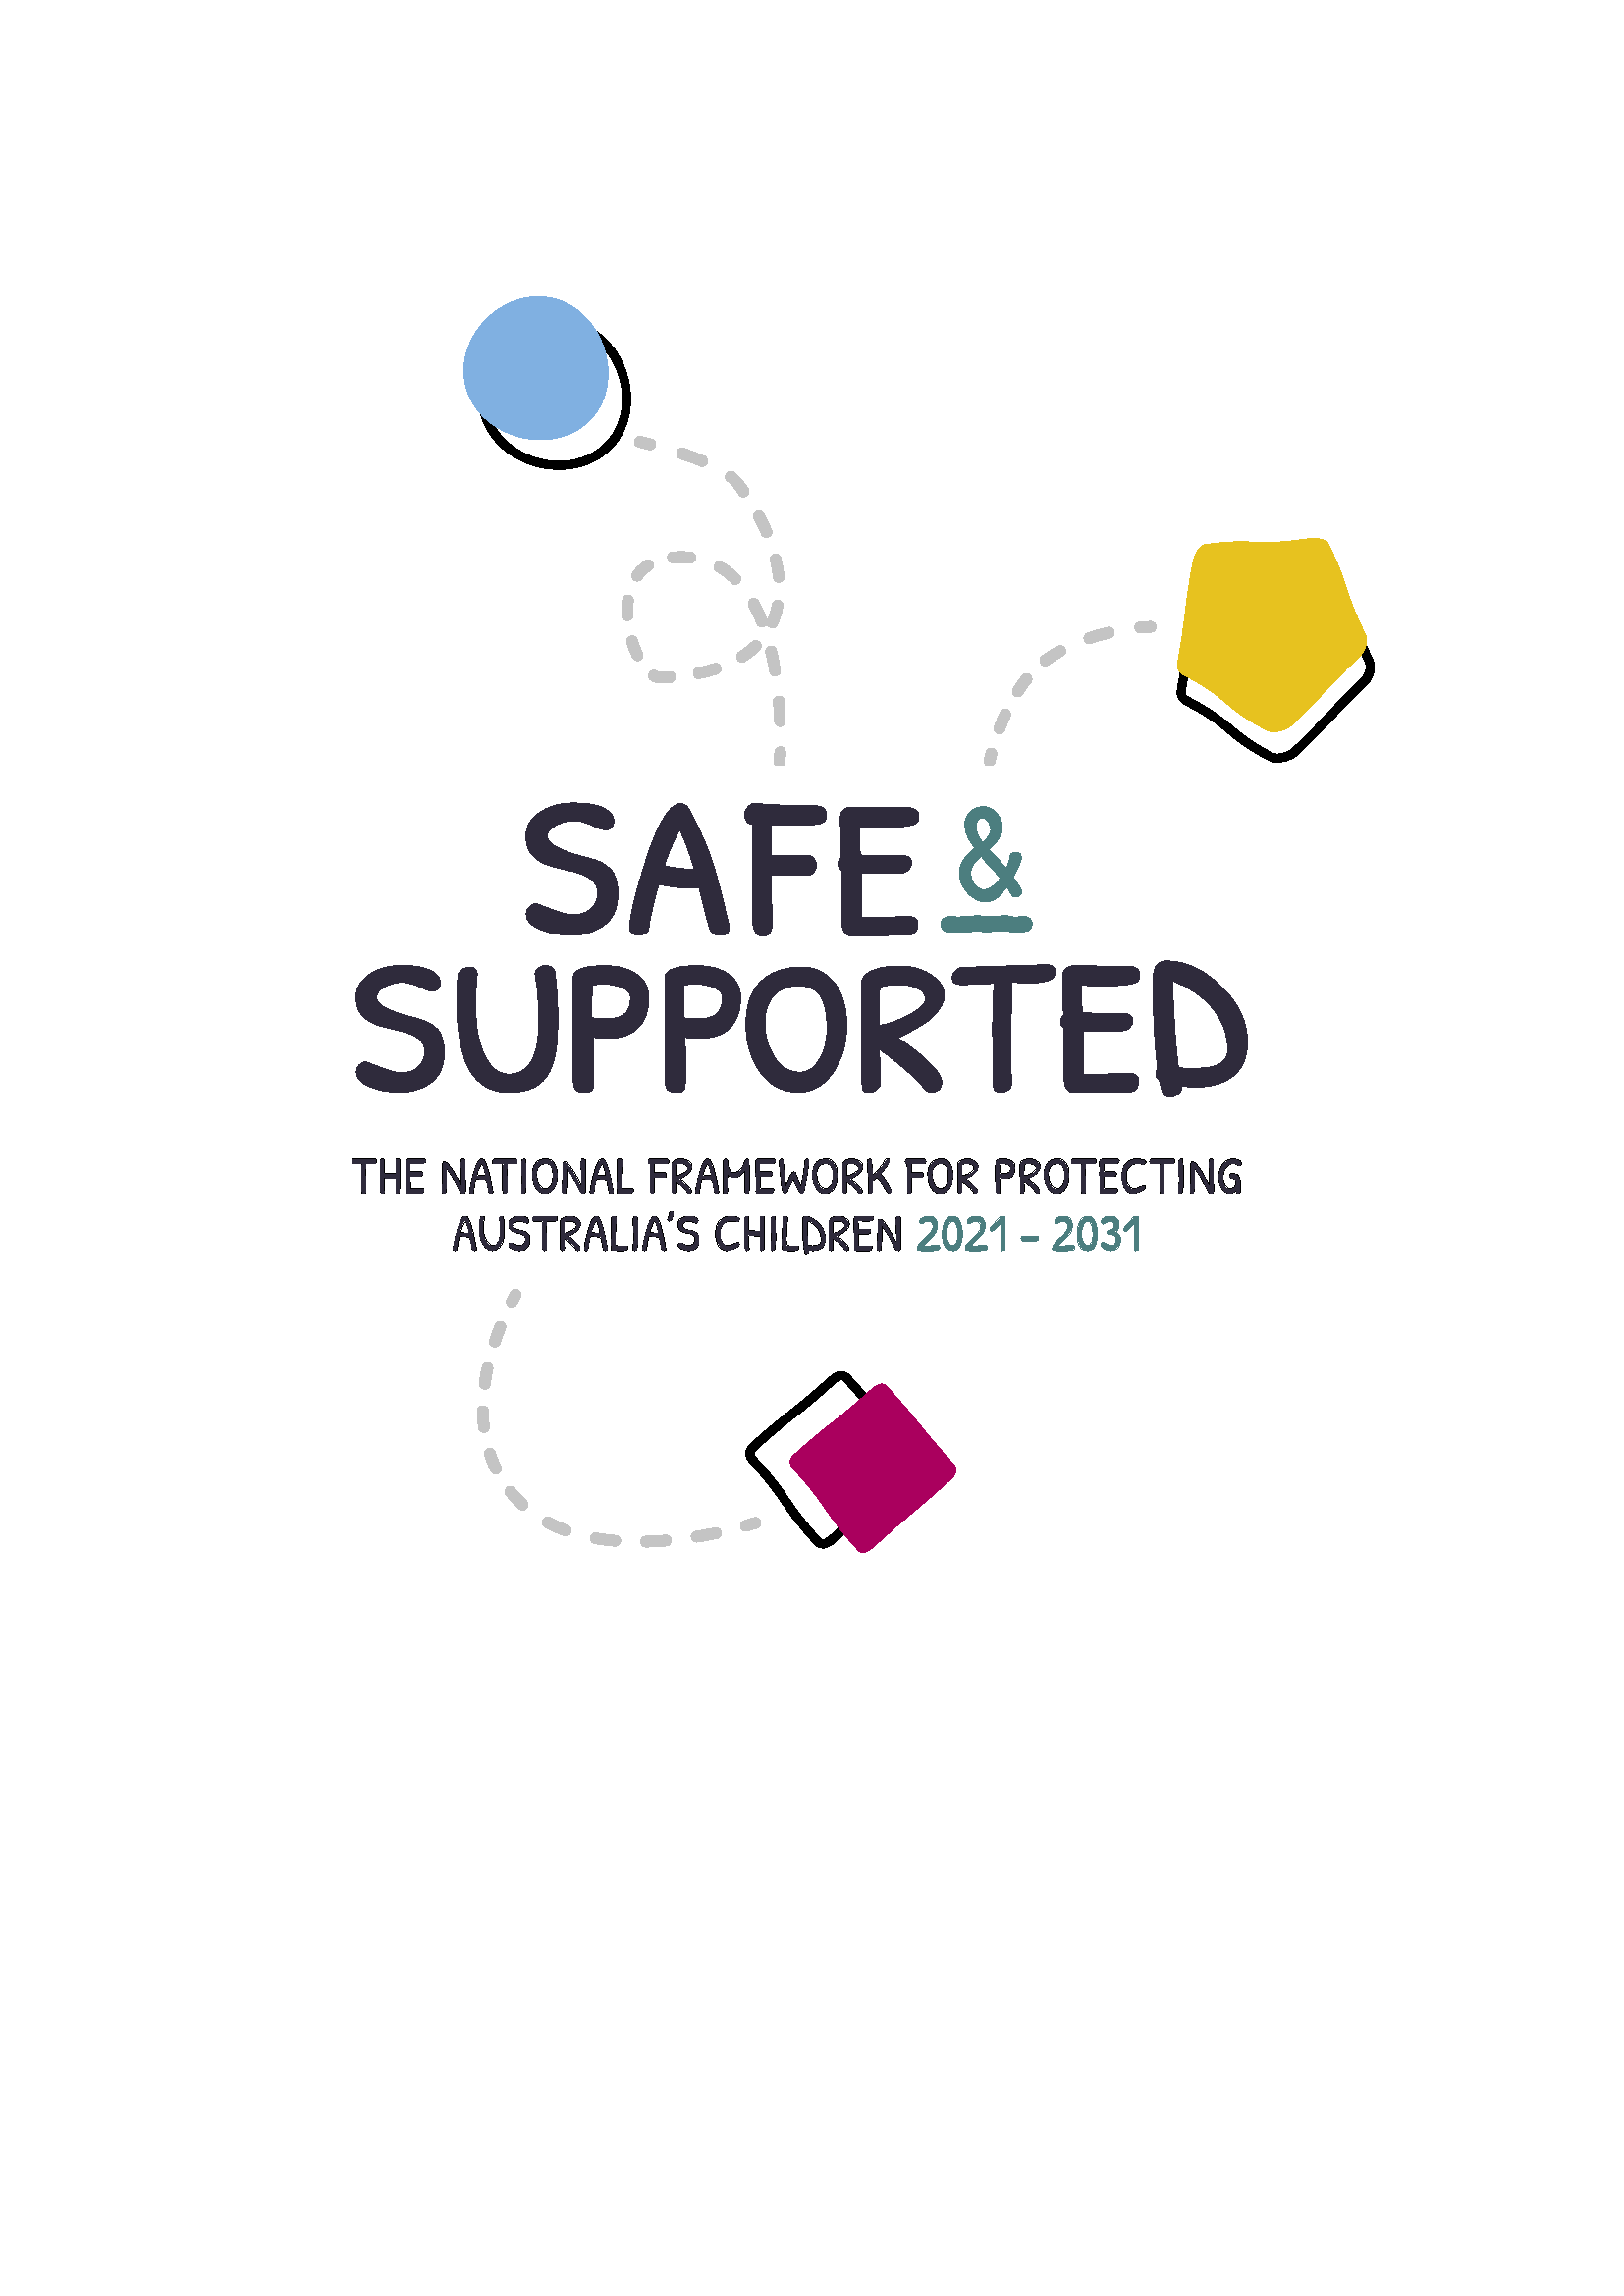 SAFE &
SUPPORTED
THE NATIONAL FRAMEWORK FOR PROTECTING
AUSTRALIA'S CHILDREN 2021 - 2031